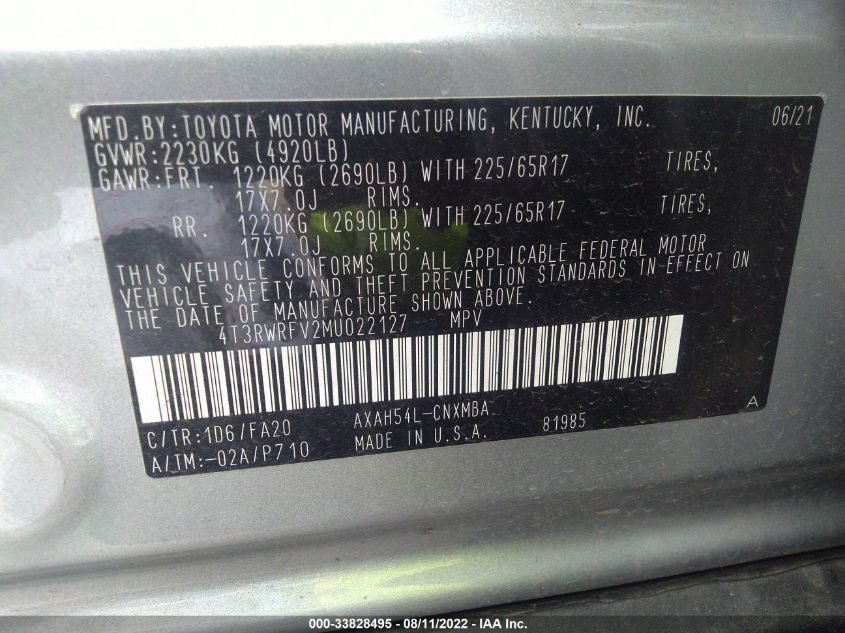 MFD.BY:TOYOTA MOTOR MANUFACTURING, KENTUCKY, INC. 06/21
GVWR:2230KG (4920LB)
GAWR:FRT. 1220KG (2690LB) WITH 225/65R17 TIRES,
17X7.0J RIMS.
RR. 1220KG (2690LB) WITH 225/65R17 TIRES,
17X7.0J RIMS.
THIS VEHICLE CONFORMS TO ALL APPLICABLE FEDERAL MOTOR
VEHICLE SAFETY AND THEFT PREVENTION STANDARDS IN EFFECT ON
THE DATE OF MANUFACTURE SHOWN ABOVE.
4T3RWRFV2MU022127 MPV
C/TR:1D6/FA20 AXAH54L-CNXMBA 81985 A
A/TM:-02A/P710 MADE IN U.S.A.
000-33828495 - 08/11/2022 - IAA Inc.